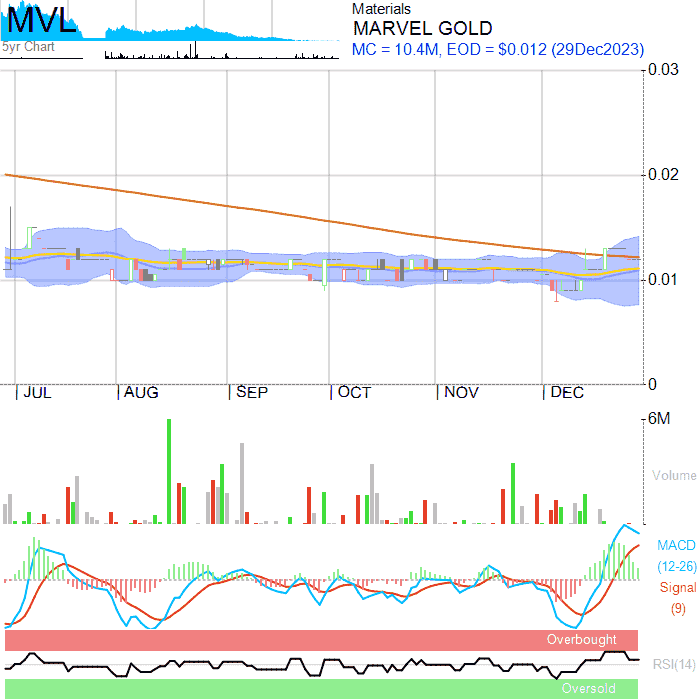 MVL
5yr Chart
Materials
MARVEL GOLD
MC = 10.4M, EOD = $0.012 (29Dec2023)
0.03
0.02
0.01
0
JUL AUG SEP OCT NOV DEC
6M
Volume
MACD
(12-26)
Signal
(9)
Overbought
RSI(14)
Oversold